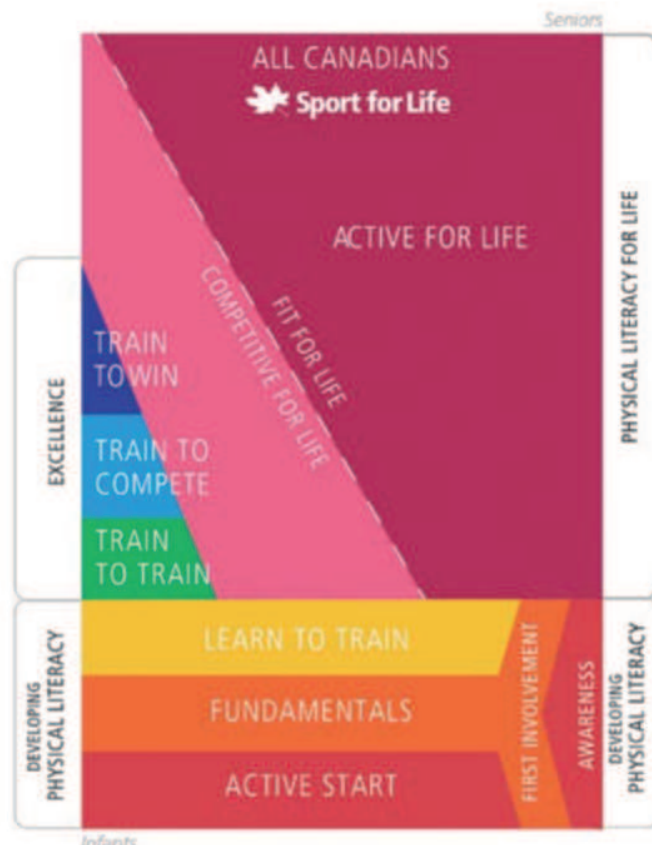 Seniors
ALL CANADIANS
Sport for Life
ACTIVE FOR LIFE
FIT FOR LIFE
COMPETITIVE FOR LIFE
PHYSICAL LITERACY FOR LIFE
EXCELLENCE
TRAIN
TO WIN
TRAIN TO
COMPETE
TRAIN
TO TRAIN
DEVELOPING
PHYSICAL LITERACY
LEARN TO TRAIN
FUNDAMENTALS
ACTIVE START
FIRST INVOLVEMENT
AWARENESS
DEVELOPING
PHYSICAL LITERACY
Infants